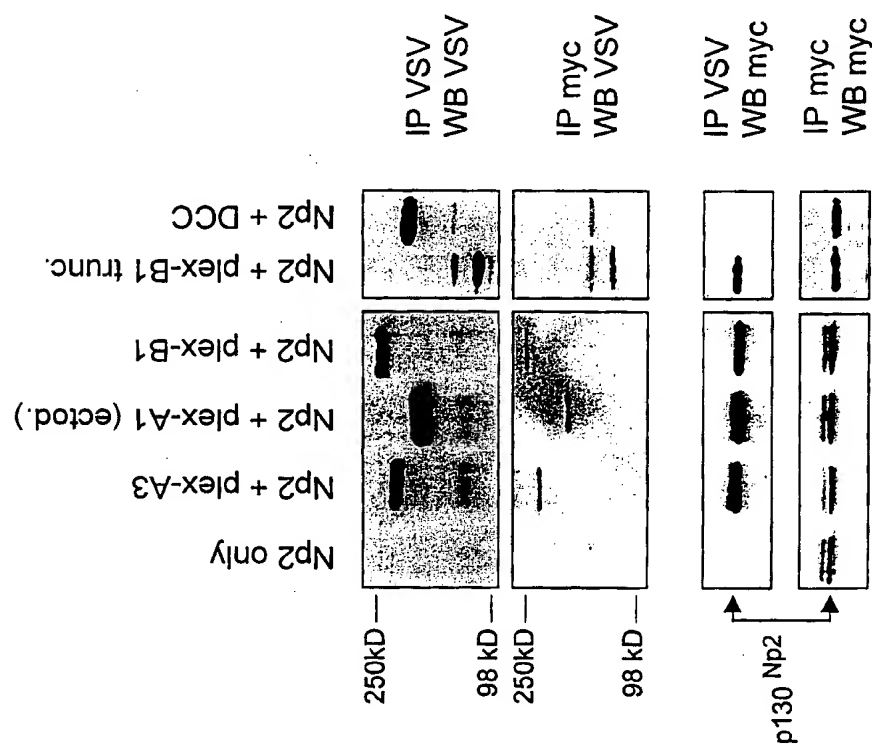 Np2 only
Np2 + plex-A3
Np2 + plex-A1 (ectod.)
Np2 + plex-B1
Np2 + plex-B1 trunc.
Np2 + DCC
250kD
98 kD
IP VSV
WB VSV
250kD
98 kD
IP myc
WB VSV
p130 Np2
IP VSV
WB myc
IP myc
WB myc